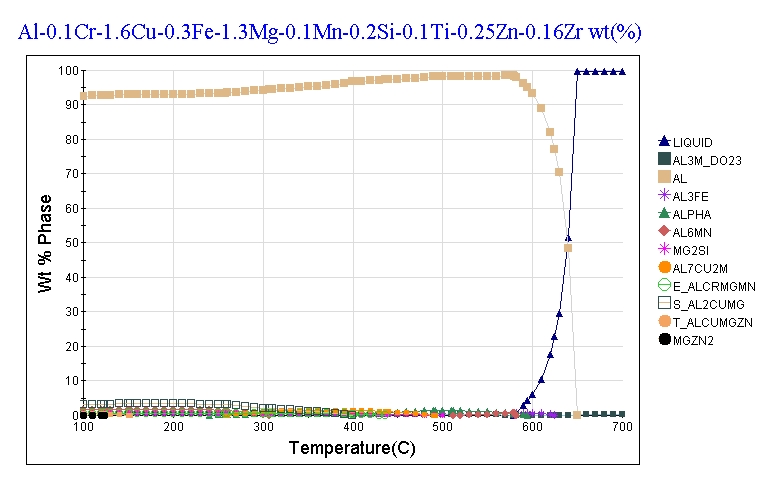 Al-0.1Cr-1.6Cu-0.3Fe-1.3Mg-0.1Mn-0.2Si-0.1Ti-0.25Zn-0.16Zr wt(%)
100
90
80
70
60
50
40
30
20
10
0
Wt % Phase
100 200 300 400 500 600 700
Temperature(C)
LIQUID
AL3M_DO23
AL
AL3FE
ALPHA
AL6MN
MG2SI
AL7CU2M
E_ALCRMGMN
S_AL2CUMG
T_ALCUMGZN
MGZN2